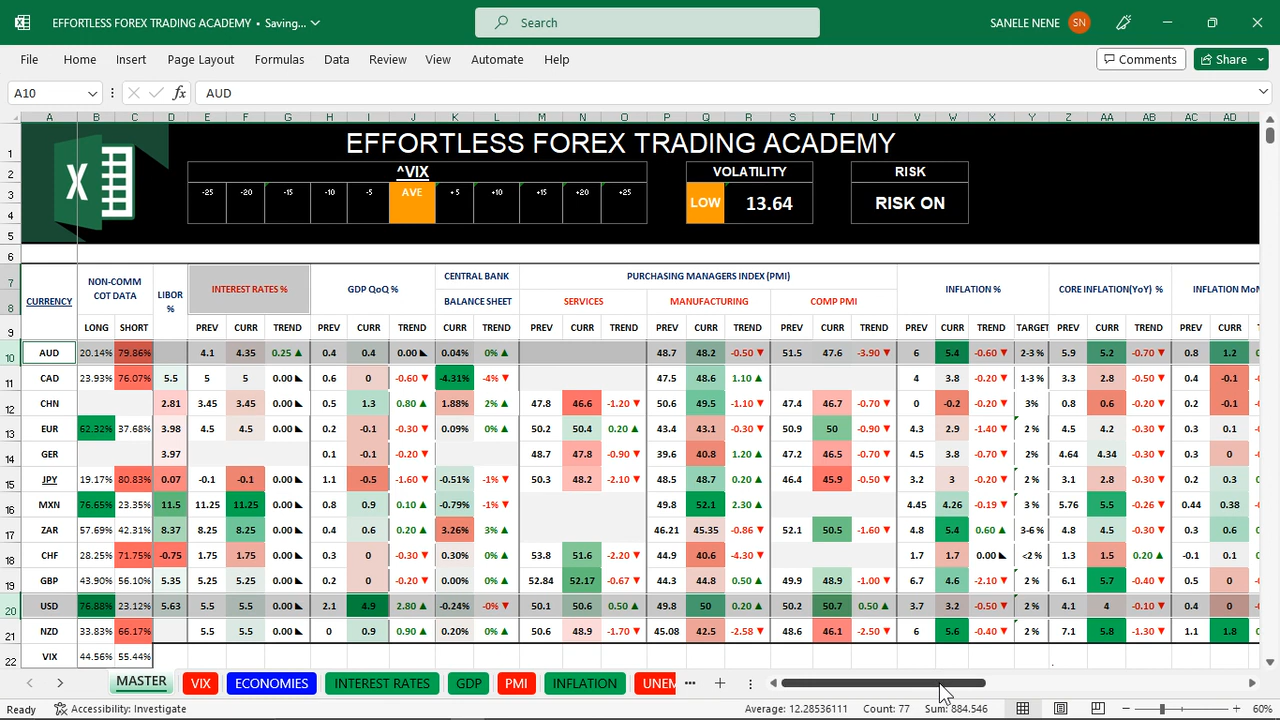 EFFORTLESS FOREX TRADING ACADEMY • Saving...
Search
SANELE NENE SN
File Home Insert Page Layout Formulas Data Review View Automate Help
Comments Share
A10 fx AUD
A B C D E F G H I J K L M N O P Q R S T U V W X Y Z AA AB AC AD
EFFORTLESS FOREX TRADING ACADEMY
^VIX VOLATILITY RISK
-25 -20 -15 -10 -5 AVE +5 +10 +15 +20 +25
LOW 13.64 RISK ON
CURRENCY NON-COMM COT DATA LIBOR % INTEREST RATES % GDP QoQ % CENTRAL BANK PURCHASING MANAGERS INDEX (PMI) INFLATION % CORE INFLATION(YoY) % INFLATION MoM
BALANCE SHEET SERVICES MANUFACTURING COMP PMI
9 LONG SHORT PREV CURR TREND PREV CURR TREND CURR TREND PREV CURR TREND PREV CURR TREND PREV CURR TREND PREV CURR TREND TARGET PREV CURR TREND PREV CURR
10 AUD 20.14% 79.86% 4.1 4.35 0.25 ▲ 0.4 0.4 0.00 ◣ 0.04% 0% ▲ 48.7 48.2 -0.50 ▼ 51.5 47.6 -3.90 ▼ 6 5.4 -0.60 ▼ 2-3 % 5.9 5.2 -0.70 ▼ 0.8 1.2
11 CAD 23.93% 76.07% 5.5 5 5 0.00 ◣ 0.6 0 -0.60 ▼ -4.31% -4% ▼ 47.5 48.6 1.10 ▲ 4 3.8 -0.20 ▼ 1-3 % 3.3 2.8 -0.50 ▼ 0.4 -0.1
12 CHN 2.81 3.45 3.45 0.00 ◣ 0.5 1.3 0.80 ▲ 1.88% 2% ▲ 47.8 46.6 -1.20 ▼ 50.6 49.5 -1.10 ▼ 47.4 46.7 -0.70 ▼ 0 -0.2 -0.20 ▼ 3% 0.8 0.6 -0.20 ▼ 0.2 -0.1
13 EUR 62.32% 37.68% 3.98 4.5 4.5 0.00 ◣ 0.2 -0.1 -0.30 ▼ 0.09% 0% ▲ 50.2 50.4 0.20 ▲ 43.4 43.1 -0.30 ▼ 50.9 50 -0.90 ▼ 4.3 2.9 -1.40 ▼ 2 % 4.5 4.2 -0.30 ▼ 0.3 0.1
14 GER 3.97 0.1 -0.1 -0.20 ▼ 48.7 47.8 -0.90 ▼ 39.6 40.8 1.20 ▲ 47.2 46.5 -0.70 ▼ 4.5 3.8 -0.70 ▼ 2% 4.64 4.34 -0.30 ▼ 0.3 0
15 JPY 19.17% 80.83% 0.07 -0.1 -0.1 0.00 ◣ 1.1 -0.5 -1.60 ▼ -0.51% -1% ▼ 50.3 48.2 -2.10 ▼ 48.5 48.7 0.20 ▲ 46.4 45.9 -0.50 ▼ 3.2 3 -0.20 ▼ 2% 3.1 2.8 -0.30 ▼ 0.2 0.3
16 MXN 76.65% 23.35% 11.5 11.25 11.25 0.00 ◣ 0.8 0.9 0.10 ▲ -0.79% -1% ▼ 49.8 52.1 2.30 ▲ 4.45 4.26 -0.19 ▼ 3 % 5.76 5.5 -0.26 ▼ 0.44 0.38
17 ZAR 57.69% 42.31% 8.37 8.25 8.25 0.00 ◣ 0.4 0.6 0.20 ▲ 3.26% 3% ▲ 46.21 45.35 -0.86 ▼ 52.1 50.5 -1.60 ▼ 4.8 5.4 0.60 ▲ 3-6 % 4.8 4.5 -0.30 ▼ 0.3 0.6
18 CHF 28.25% 71.75% -0.75 1.75 1.75 0.00 ◣ 0.3 0 -0.30 ▼ 0.30% 0% ▲ 53.8 51.6 -2.20 ▼ 44.9 40.6 -4.30 ▼ 1.7 1.7 0.00 ◣ <2 % 1.3 1.5 0.20 ▲ -0.1 0.1
19 GBP 43.90% 56.10% 5.35 5.25 5.25 0.00 ◣ 0.2 0 -0.20 ▼ 0.00% 0% ▲ 52.84 52.17 -0.67 ▼ 44.3 44.8 0.50 ▲ 49.9 48.9 -1.00 ▼ 6.7 4.6 -2.10 ▼ 2 % 6.1 5.7 -0.40 ▼ 0.5 0
20 USD 76.88% 23.12% 5.63 5.5 5.5 0.00 ◣ 2.1 4.9 2.80 ▲ -0.24% -0% ▼ 50.1 50.6 0.50 ▲ 49.8 50 0.20 ▲ 50.2 50.7 0.50 ▲ 3.7 3.2 -0.50 ▼ 2 % 4.1 4 -0.10 ▼ 0.4 0
21 NZD 33.83% 66.17% 5.5 5.5 0.00 ◣ 0 0.9 0.90 ▲ 0.20% 0% ▲ 50.6 48.9 -1.70 ▼ 45.08 42.5 -2.58 ▼ 48.6 46.1 -2.50 ▼ 6 5.6 -0.40 ▼ 2 % 7.1 5.8 -1.30 ▼ 1.1 1.8
22 VIX 44.56% 55.44%
MASTER VIX ECONOMIES INTEREST RATES GDP PMI INFLATION UNEM
Ready Accessibility: Investigate Average: 12.28536111 Count: 77 Sum: 884.546 60%